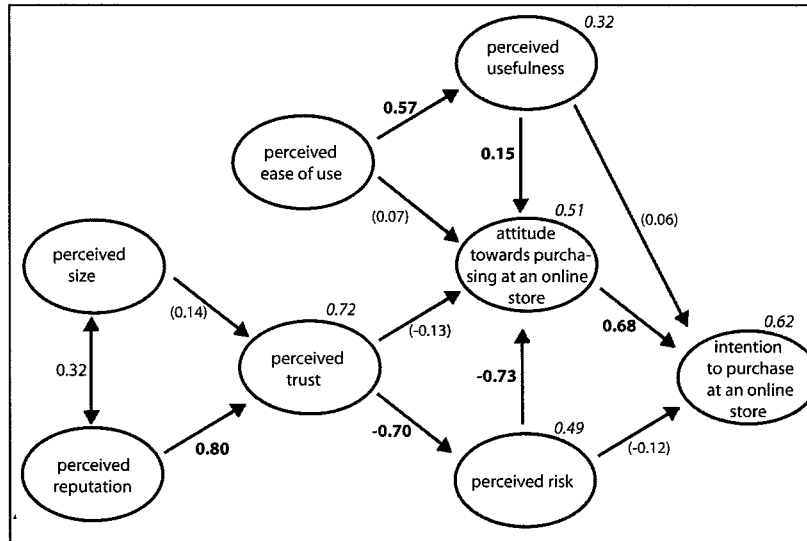 0.32
perceived
usefulness
0.57
perceived
ease of use
0.15
(0.07)
0.51
attitude
towards purcha-
sing at an online
store
(0.06)
perceived
size
(0.14)
0.72
perceived
trust
(-0.13)
0.68
0.62
intention
to purchase
at an online
store
0.32
-0.73
perceived
reputation
0.80
-0.70
0.49
perceived risk
(-0.12)